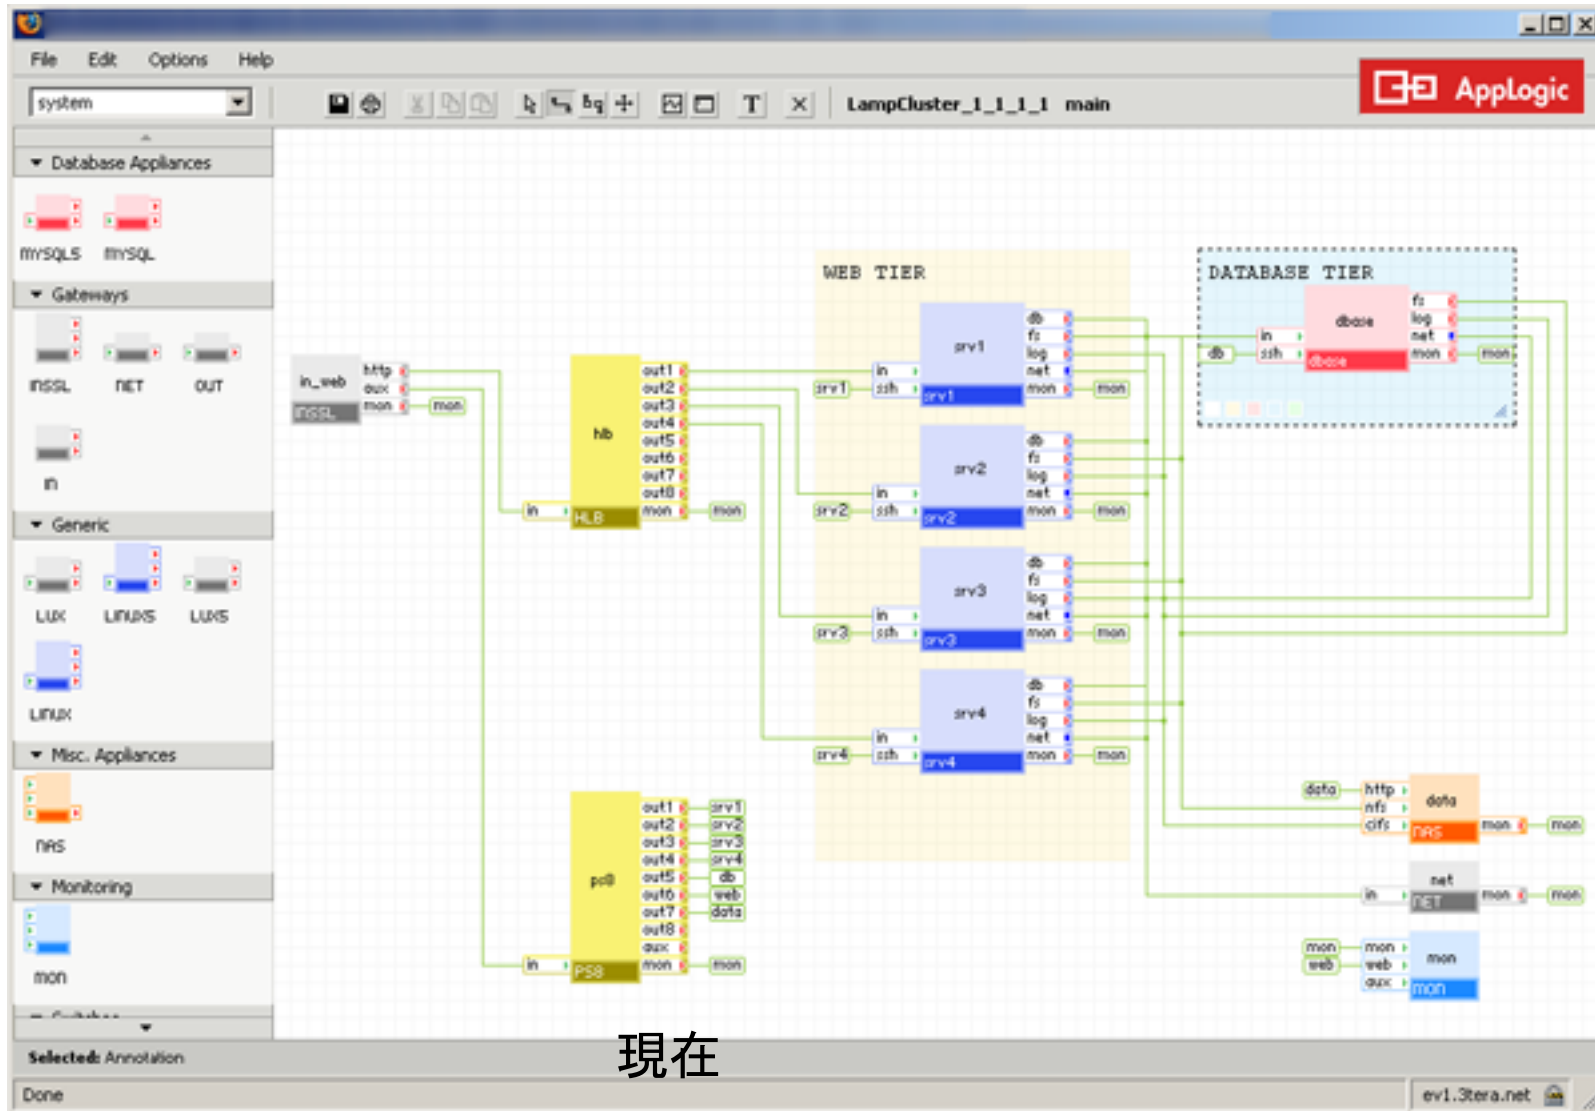 File Edit Options Help
system
LampCluster_1_1_1_1 main
AppLogic
Database Appliances
MYSQLS MYSQL
Gateways
INSSL NET OUT
IN
Generic
LUX LINUXS LUXS
LINUX
Misc. Appliances
NAS
Monitoring
mon
in_web
INSSL
http
aux
mon
mon
hlb
HLB
in
out1
out2
out3
out4
out5
out6
out7
out8
mon
mon
ps8
PS8
in
out1 srv1
out2 srv2
out3 srv3
out4 srv4
out5 db
out6 web
out7 data
out8
aux
mon mon
WEB TIER
srv1
srv1
in
srv1 ssh
db
fs
log
net
mon mon
srv2
srv2
in
srv2 ssh
db
fs
log
net
mon mon
srv3
srv3
in
srv3 ssh
db
fs
log
net
mon mon
srv4
srv4
in
srv4 ssh
db
fs
log
net
mon mon
DATABASE TIER
dbase
dbase
in
db ssh
fs
log
net
mon mon
data http
nfs
cifs
data
NAS
mon mon
in
net
NET
mon mon
mon mon
web web
aux
mon
mon
現在
Selected: Annotation
Done
ev1.3tera.net